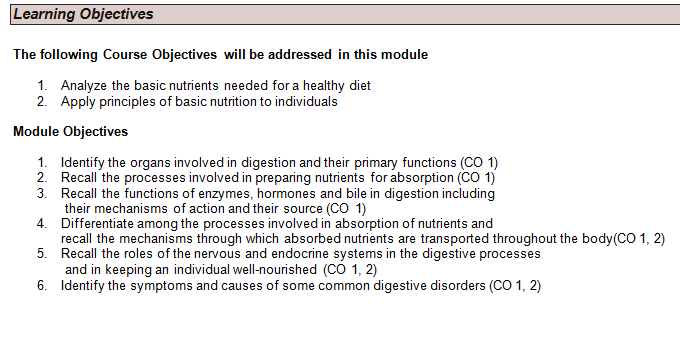 Learning Objectives
The following Course Objectives will be addressed in this module
1. Analyze the basic nutrients needed for a healthy diet
2. Apply principles of basic nutrition to individuals
Module Objectives
1. Identify the organs involved in digestion and their primary functions (CO 1)
2. Recall the processes involved in preparing nutrients for absorption (CO 1)
3. Recall the functions of enzymes, hormones and bile in digestion including
their mechanisms of action and their source (CO 1)
4. Differentiate among the processes involved in absorption of nutrients and
recall the mechanisms through which absorbed nutrients are transported throughout the body(CO 1, 2)
5. Recall the roles of the nervous and endocrine systems in the digestive processes
and in keeping an individual well-nourished (CO 1, 2)
6. Identify the symptoms and causes of some common digestive disorders (CO 1, 2)